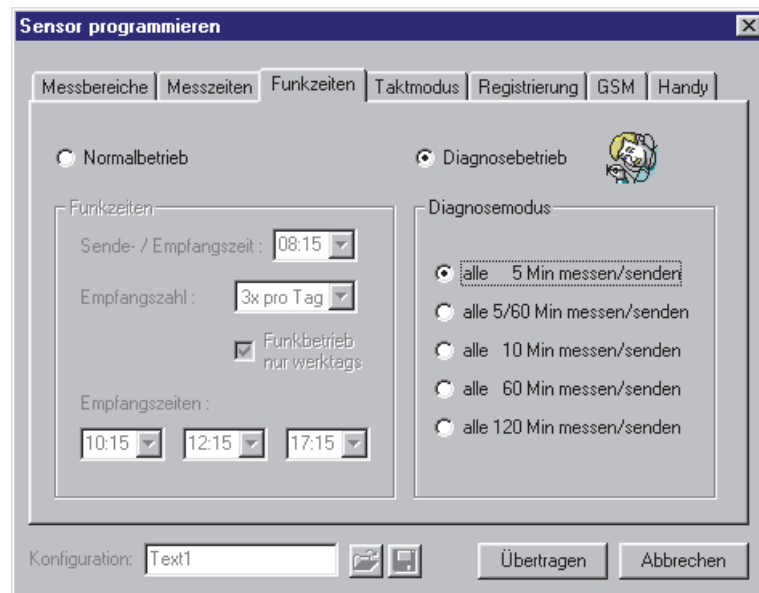 Sensor programmieren
Messbereiche Messzeiten Funkzeiten Taktmodus Registrierung GSM Handy
Normalbetrieb
Diagnosebetrieb
Funkzeiten
Sende- / Empfangszeit : 08:15
Empfangszahl : 3x pro Tag
Funkbetrieb
nur werktags
Empfangszeiten :
10:15 12:15 17:15
Diagnosemodus
alle 5 Min messen/senden
alle 5/60 Min messen/senden
alle 10 Min messen/senden
alle 60 Min messen/senden
alle 120 Min messen/senden
Konfiguration: Text1
Übertragen Abbrechen